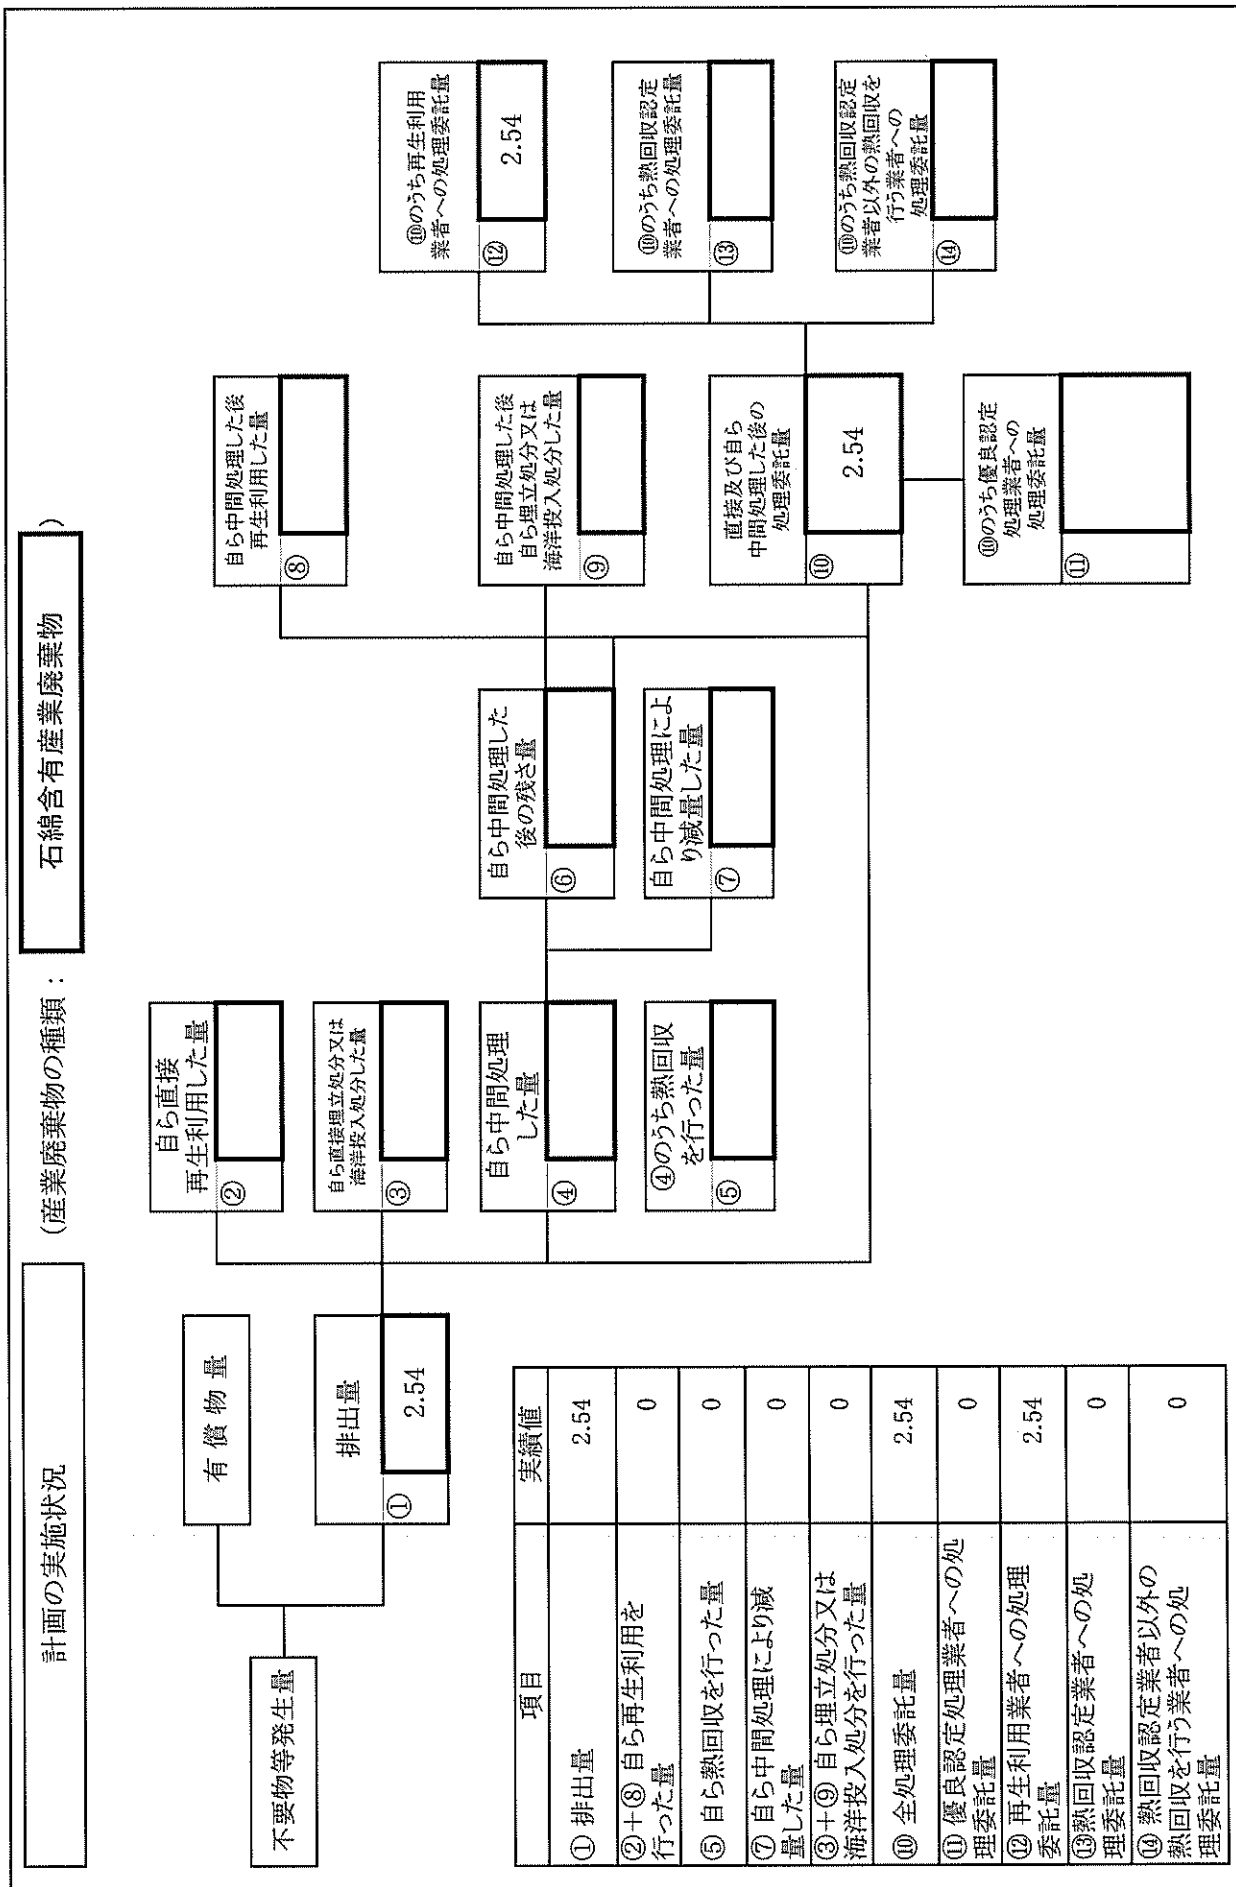 計画の実施状況
(産業廃棄物の種類：
石綿含有産業廃棄物
)
不要物等発生量
有 償 物 量
排出量
①
2.54
自ら直接
再生利用した量
②
自ら直接埋立処分又は
海洋投入処分した量
③
自ら中間処理
した量
④
④のうち熱回収
を行った量
⑤
自ら中間処理した
後の残さ量
⑥
自ら中間処理によ
り減量した量
⑦
自ら中間処理した後
再生利用した量
⑧
自ら中間処理した後
自ら埋立処分又は
海洋投入処分した量
⑨
直接及び自ら
中間処理した後の
処理委託量
⑩
2.54
⑩のうち優良認定
処理業者への
処理委託量
⑪
⑩のうち再生利用
業者への処理委託量
⑫
2.54
⑩のうち熱回収認定
業者への処理委託量
⑬
⑩のうち熱回収認定
業者以外の熱回収を
行う業者への
処理委託量
⑭
項目
実績値
① 排出量
2.54
②＋⑧ 自ら再生利用を
行った量
0
⑤ 自ら熱回収を行った量
0
⑦ 自ら中間処理により減
量した量
0
③＋⑨ 自ら埋立処分又は
海洋投入処分を行った量
0
⑩ 全処理委託量
2.54
⑪ 優良認定処理業者への処
理委託量
0
⑫ 再生利用業者への処理
委託量
2.54
⑬熱回収認定業者への処
理委託量
0
⑭ 熱回収認定業者以外の
熱回収を行う業者への処
理委託量
0